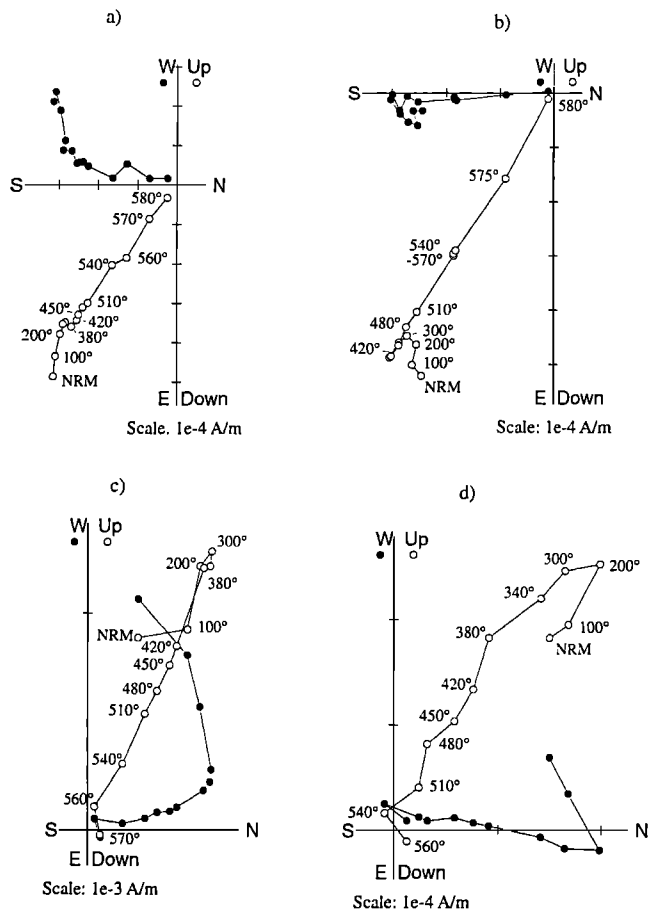 a)
W Up
S N
580°
570°
560°
540°
510°
450°
420°
200°
380°
100°
NRM
E Down
Scale. 1e-4 A/m
b)
W Up
S N
580°
575°
540°
-570°
510°
480°
300°
200°
420°
100°
NRM
E Down
Scale: 1e-4 A/m
c)
W Up
300°
200°
380°
NRM
100°
420°
450°
480°
510°
540°
560°
S N
570°
E Down
Scale: 1e-3 A/m
d)
W Up
300°
200°
340°
380°
100°
NRM
420°
450°
480°
510°
S N
540°
560°
E Down
Scale: 1e-4 A/m